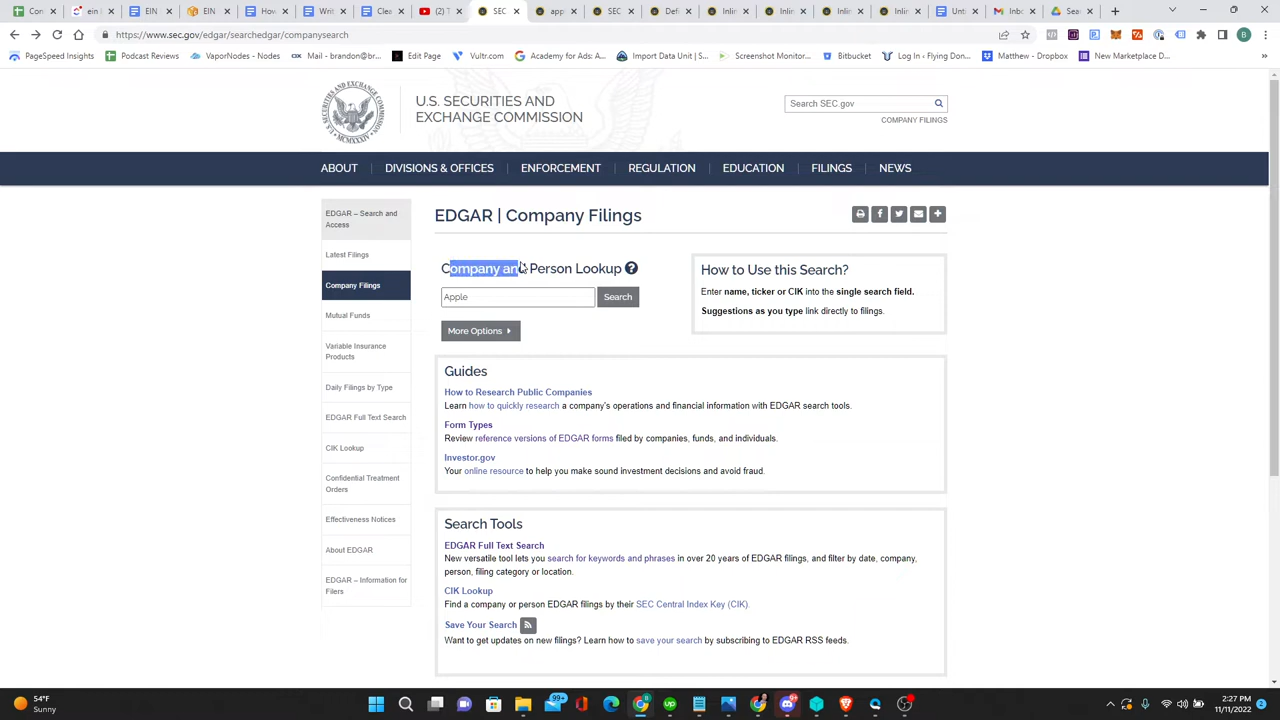 Con
ein
https://www.sec.gov/edgar/searchedgar/companysearch
B
PageSpeed Insights
Podcast Reviews
VaporNodes - Nodes
Mail - brandon@br...
Edit Page
Vultr.com
Academy for Ads: A...
Import Data Unit | S...
Screenshot Monitor...
Bitbucket
Log In ‹ Flying Don...
Matthew - Dropbox
New Marketplace D...
»
U.S. SECURITIES AND
EXCHANGE COMMISSION
Search SEC.gov
COMPANY FILINGS
ABOUT
DIVISIONS & OFFICES
ENFORCEMENT
REGULATION
EDUCATION
FILINGS
NEWS
EDGAR – Search and
Access
Latest Filings
Company Filings
Mutual Funds
Variable Insurance
Products
Daily Filings by Type
EDGAR Full Text Search
CIK Lookup
Confidential Treatment
Orders
Effectiveness Notices
About EDGAR
EDGAR – Information for
Filers
EDGAR | Company Filings
Company and Person Lookup ?
Apple
Search
More Options
How to Use this Search?
Enter name, ticker or CIK into the single search field.
Suggestions as you type link directly to filings.
Guides
How to Research Public Companies
Learn how to quickly research a company's operations and financial information with EDGAR search tools.
Form Types
Review reference versions of EDGAR forms filed by companies, funds, and individuals.
Investor.gov
Your online resource to help you make sound investment decisions and avoid fraud.
Search Tools
EDGAR Full Text Search
New versatile tool lets you search for keywords and phrases in over 20 years of EDGAR filings, and filter by date, company,
person, filing category or location.
CIK Lookup
Find a company or person EDGAR filings by their SEC Central Index Key (CIK).
Save Your Search
Want to get updates on new filings? Learn how to save your search by subscribing to EDGAR RSS feeds.
54°F
Sunny
99+
2:27 PM
11/11/2022